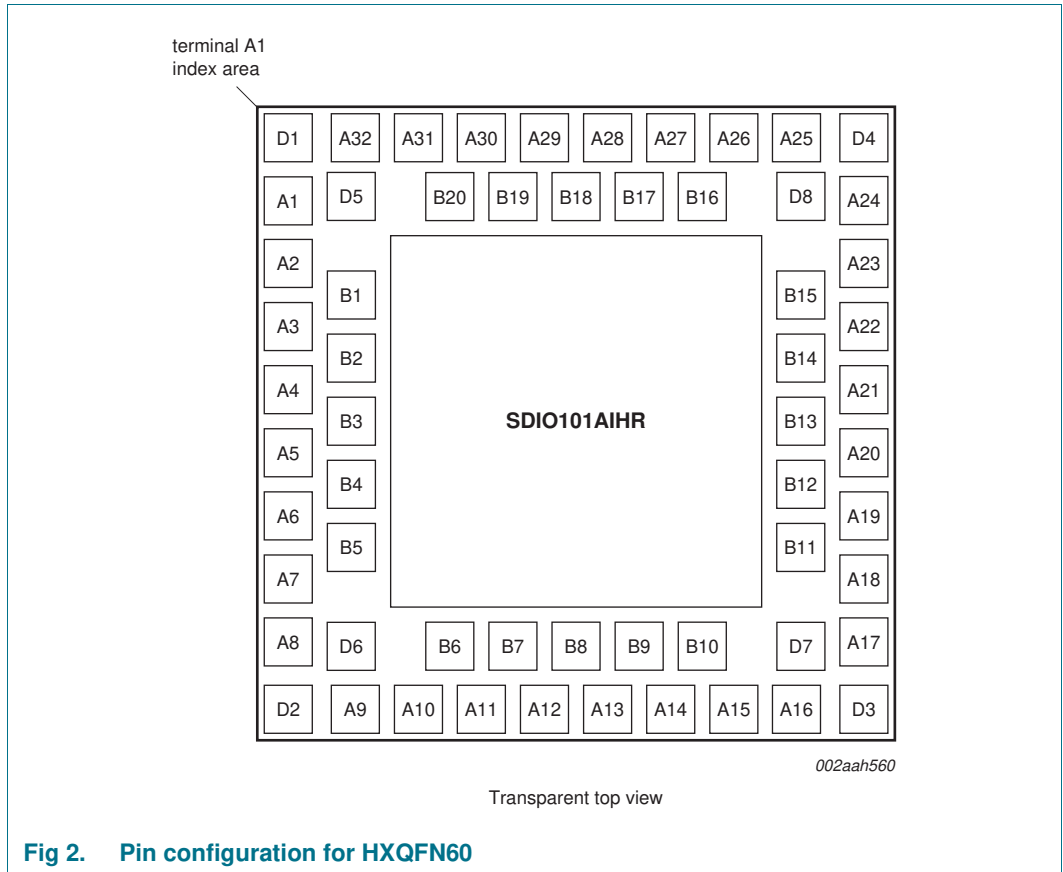 terminal A1
index area
D1 A32 A31 A30 A29 A28 A27 A26 A25 D4
A1 D5 B20 B19 B18 B17 B16 D8 A24
A2 A23
B1 B15
A3 A22
B2 B14
A4 A21
B3 SDIO101AIHR B13
A5 A20
B4 B12
A6 A19
B5 B11
A7 A18
A8 D6 B6 B7 B8 B9 B10 D7 A17
D2 A9 A10 A11 A12 A13 A14 A15 A16 D3
002aah560
Transparent top view
Fig 2. Pin configuration for HXQFN60